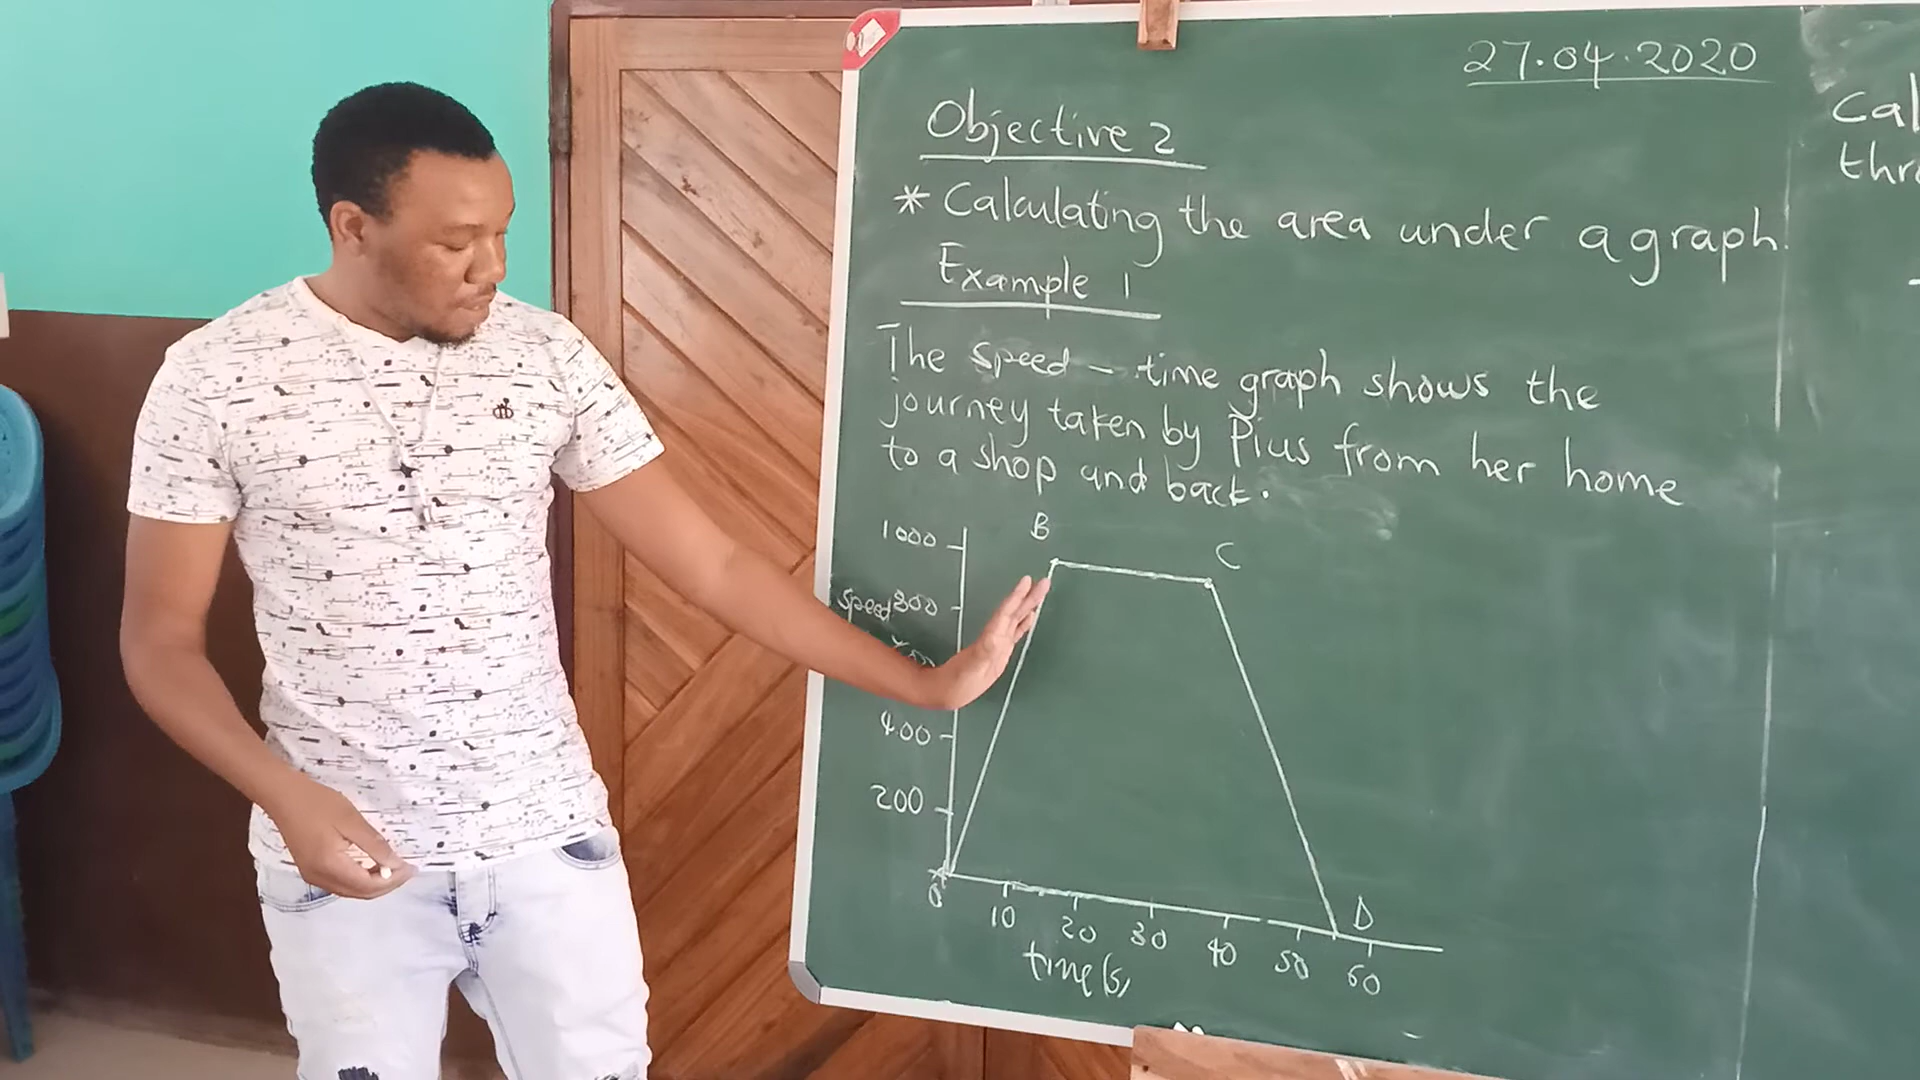 27.04.2020
Objective 2
* Calculating the area under a graph.
Example 1
The speed - time graph shows the
journey taken by Pius from her home
to a shop and back.
B
C
1000
speed 800
400
200
0
10 20 30 40 50 60
D
time (s)
Cal
thro